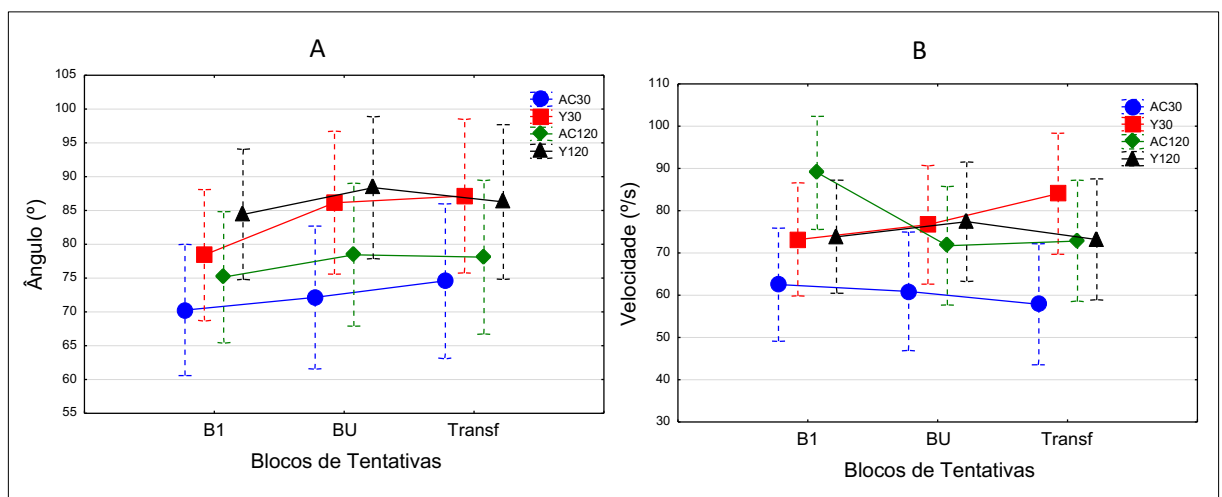 A
Ângulo (º)
105
100
95
90
85
80
75
70
65
60
55
AC30
Y30
AC120
Y120
B1 BU Transf
Blocos de Tentativas
B
Velocidade (º/s)
110
100
90
80
70
60
50
40
30
AC30
Y30
AC120
Y120
B1 BU Transf
Blocos de Tentativas